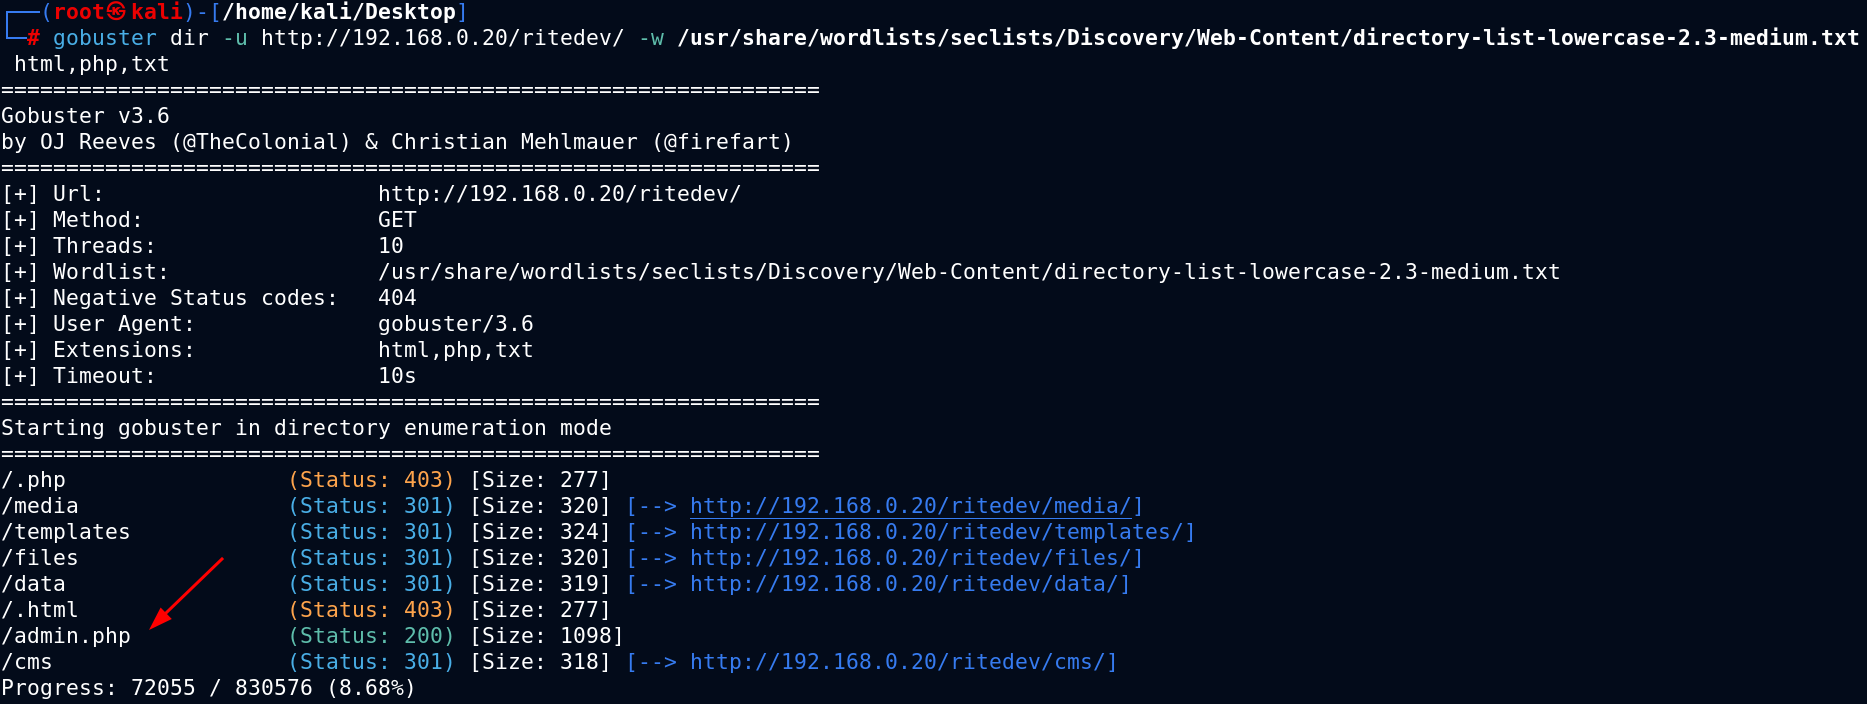 ┌──(root㉿kali)-[/home/kali/Desktop]
└─# gobuster dir -u http://192.168.0.20/ritedev/ -w /usr/share/wordlists/seclists/Discovery/Web-Content/directory-list-lowercase-2.3-medium.txt
html,php,txt
===============================================================
Gobuster v3.6
by OJ Reeves (@TheColonial) & Christian Mehlmauer (@firefart)
===============================================================
[+] Url:                     http://192.168.0.20/ritedev/
[+] Method:                  GET
[+] Threads:                 10
[+] Wordlist:                /usr/share/wordlists/seclists/Discovery/Web-Content/directory-list-lowercase-2.3-medium.txt
[+] Negative Status codes:   404
[+] User Agent:              gobuster/3.6
[+] Extensions:              html,php,txt
[+] Timeout:                 10s
===============================================================
Starting gobuster in directory enumeration mode
===============================================================
/.php                 (Status: 403) [Size: 277]
/media                (Status: 301) [Size: 320] [--> http://192.168.0.20/ritedev/media/]
/templates            (Status: 301) [Size: 324] [--> http://192.168.0.20/ritedev/templates/]
/files                (Status: 301) [Size: 320] [--> http://192.168.0.20/ritedev/files/]
/data                 (Status: 301) [Size: 319] [--> http://192.168.0.20/ritedev/data/]
/.html                (Status: 403) [Size: 277]
/admin.php            (Status: 200) [Size: 1098]
/cms                  (Status: 301) [Size: 318] [--> http://192.168.0.20/ritedev/cms/]
Progress: 72055 / 830576 (8.68%)